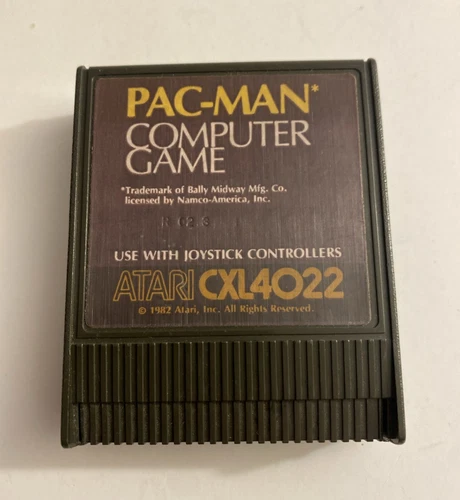 PAC-MAN*
COMPUTER
GAME
*Trademark of Bally Midway Mfg. Co.
licensed by Namco-America, Inc.
USE WITH JOYSTICK CONTROLLERS
ATARI CXL4022
© 1982 Atari, Inc. All Rights Reserved.